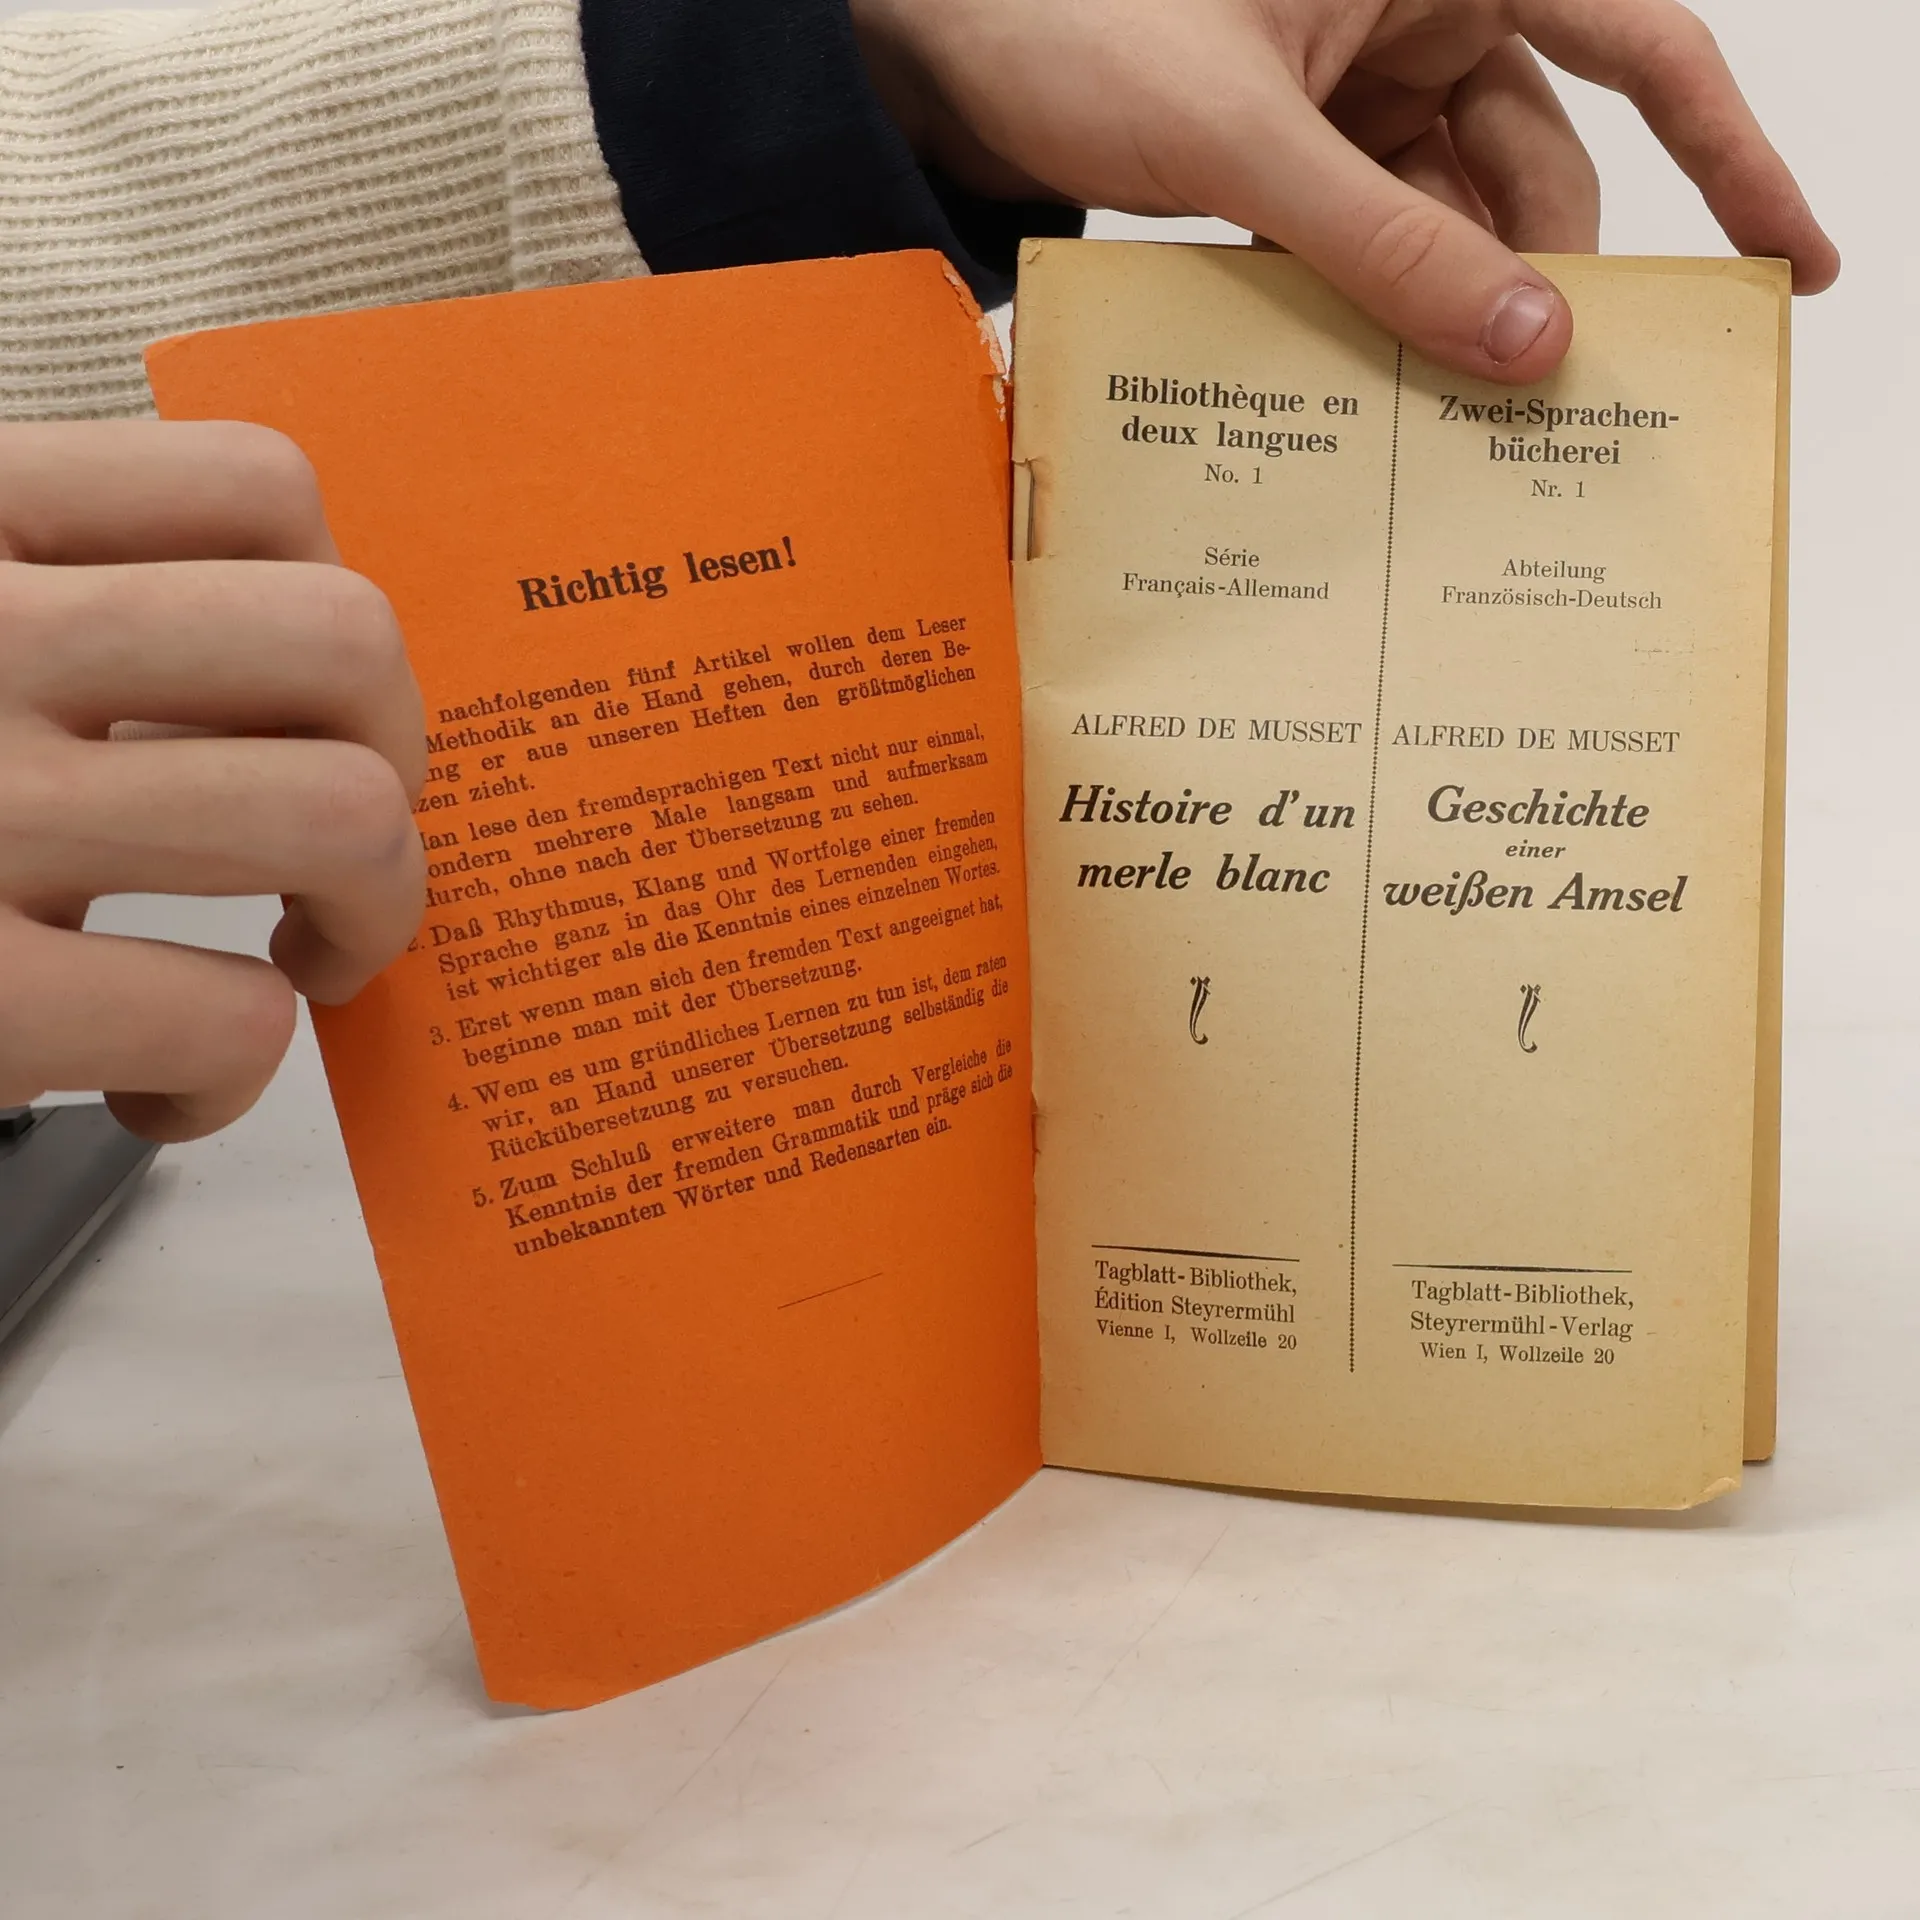 Richtig lesen!
nachfolgenden fünf Artikel wollen dem Leser
Methodik an die Hand gehen, durch deren Be-
er aus unseren Heften den größtmöglichen
zieht.
lese den fremdsprachigen Text nicht nur einmal,
mehrere Male langsam und aufmerksam
durch, ohne nach der Übersetzung zu sehen.
2. Daß Rhythmus, Klang und Wortfolge einer fremden
Sprache ganz in das Ohr des Lernenden eingehen,
ist wichtiger als die Kenntnis eines einzelnen Wortes.
3. Erst wenn man sich den fremden Text angeeignet hat,
beginne man mit der Übersetzung.
4. Wem es um gründliches Lernen zu tun ist, dem raten
wir, an Hand unserer Übersetzung selbständig die
Rückübersetzung zu versuchen.
5. Zum Schluß erweitere man durch Vergleiche die
Kenntnis der fremden Grammatik und präge sich die
unbekannten Wörter und Redensarten ein.
Bibliothèque en
deux langues
No. 1
Série
Français-Allemand
ALFRED DE MUSSET
Histoire d'un
merle blanc
Tagblatt-Bibliothek,
Édition Steyrermühl
Vienne I, Wollzeile 20
Zwei-Sprachen-
bücherei
Nr. 1
Abteilung
Französisch-Deutsch
ALFRED DE MUSSET
Geschichte
einer
weißen Amsel
Tagblatt-Bibliothek,
Steyrermühl-Verlag
Wien I, Wollzeile 20